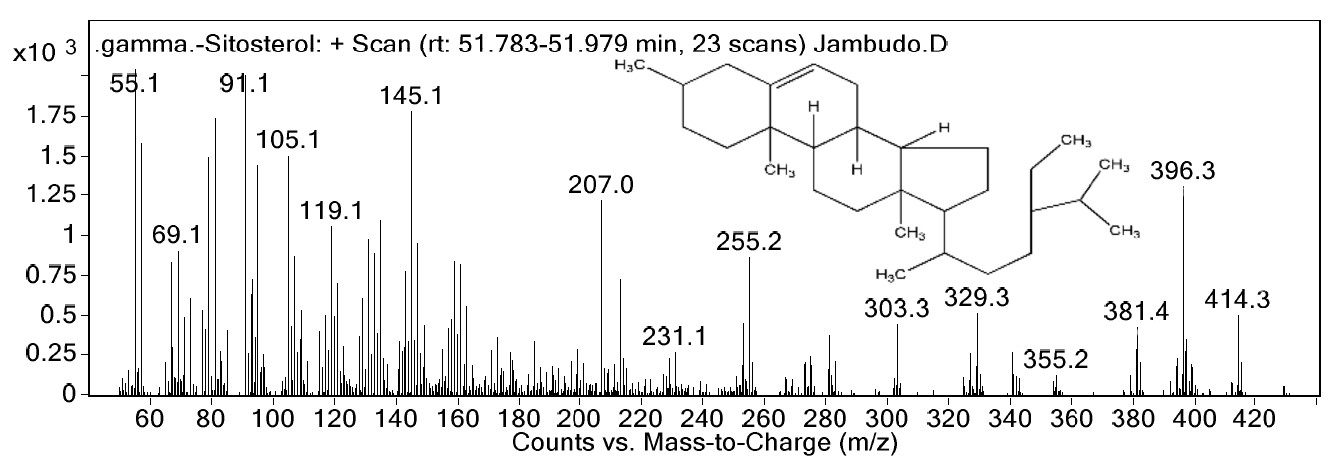 x10 3
.gamma.-Sitosterol: + Scan (rt: 51.783-51.979 min, 23 scans) Jambudo.D
55.1
91.1
145.1
105.1
119.1
69.1
207.0
231.1
255.2
303.3
329.3
355.2
381.4
396.3
414.3
1.75
1.5
1.25
1
0.75
0.5
0.25
0
H₃C
H
H
H
CH₃
CH₃
H₃C
CH₃
CH₃
CH₃
60 80 100 120 140 160 180 200 220 240 260 280 300 320 340 360 380 400 420
Counts vs. Mass-to-Charge (m/z)